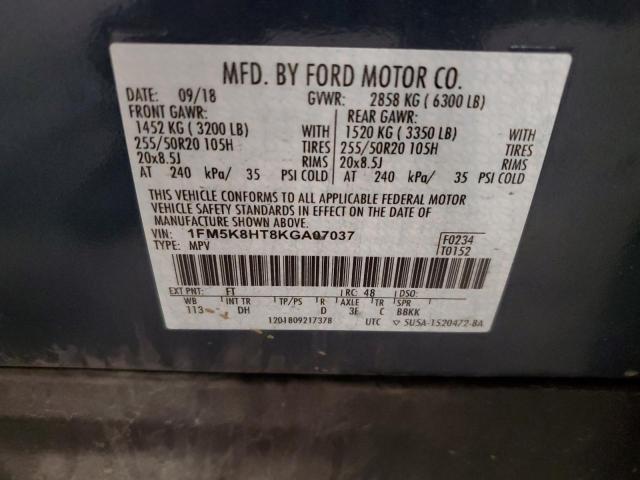 MFD. BY FORD MOTOR CO.
DATE: 09/18 GVWR: 2858 KG ( 6300 LB)
FRONT GAWR: REAR GAWR:
1452 KG ( 3200 LB) WITH 1520 KG ( 3350 LB) WITH
255/50R20 105H TIRES 255/50R20 105H TIRES
20x8.5J RIMS 20x8.5J RIMS
AT 240 kPa/ 35 PSI COLD AT 240 kPa/ 35 PSI COLD
THIS VEHICLE CONFORMS TO ALL APPLICABLE FEDERAL MOTOR
VEHICLE SAFETY STANDARDS IN EFFECT ON THE DATE OF
MANUFACTURE SHOWN ABOVE.
VIN: 1FM5K8HT8KGA07037 F0234
TYPE: MPV T0152
EXT PNT: FT RC: 48 DSO:
WB INT TR TP/PS R AXLE TR SPR
113 DH D 3E C B8KK
1201809217378 UTC 5U5A-1520472-BA